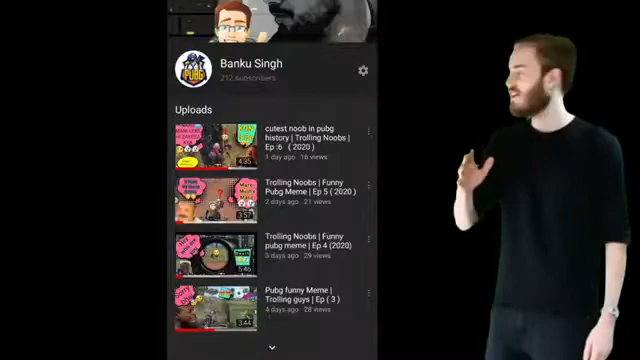 Banku Singh
212 subscribers
Uploads
cutest noob in pubg
history | Trolling Noobs |
Ep :6 ( 2020 )
1 day ago · 16 views
4:35
Trolling Noobs | Funny
Pubg Meme | Ep 5 ( 2020 )
2 days ago · 21 views
3:57
Trolling Noobs | Funny
Pubg meme | Ep 4 (2020)
3 days ago · 29 views
5:46
Pubg funny Meme |
Trolling guys | Ep ( 3 )
4 days ago · 28 views
3:44
PUBG